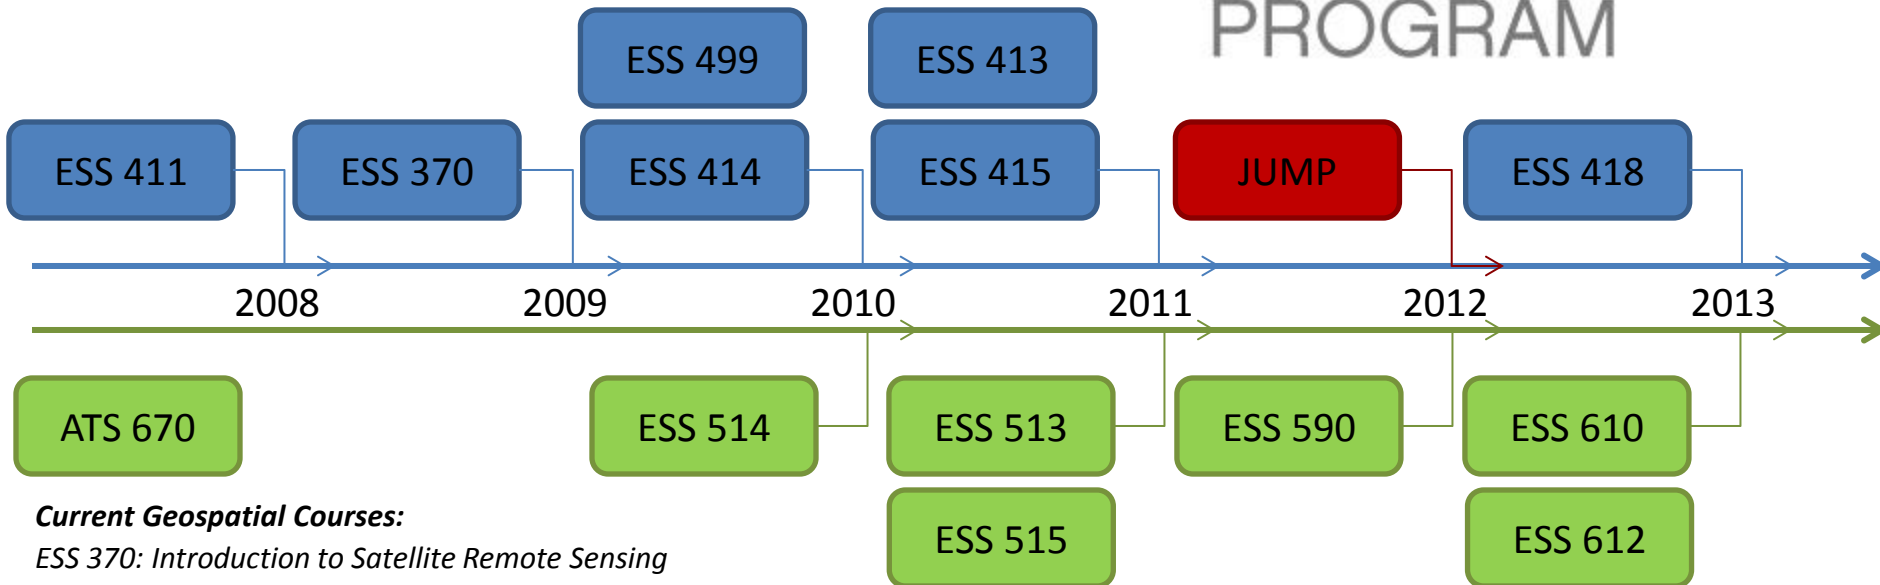 PROGRAM
ESS 499
ESS 413
ESS 411
ESS 370
ESS 414
ESS 415
JUMP
ESS 418
2008
2009
2010
2011
2012
2013
ATS 670
ESS 514
ESS 513
ESS 590
ESS 610
ESS 515
ESS 612
Current Geospatial Courses:
ESS 370: Introduction to Satellite Remote Sensing